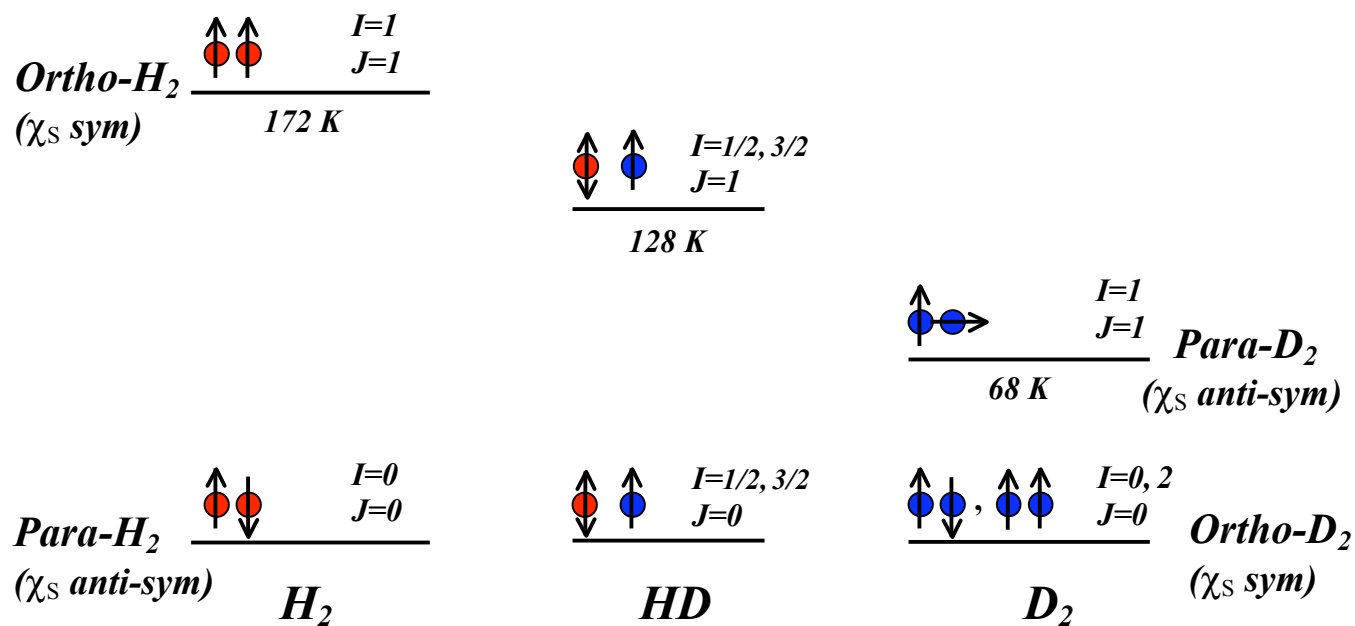 I=1
J=1
Ortho-H₂
(χS sym)
172 K
I=1/2, 3/2
J=1
128 K
I=1
J=1
Para-D₂
(χS anti-sym)
68 K
I=0
J=0
Para-H₂
(χS anti-sym)
I=1/2, 3/2
J=0
,
I=0, 2
J=0
Ortho-D₂
(χS sym)
H₂
HD
D₂